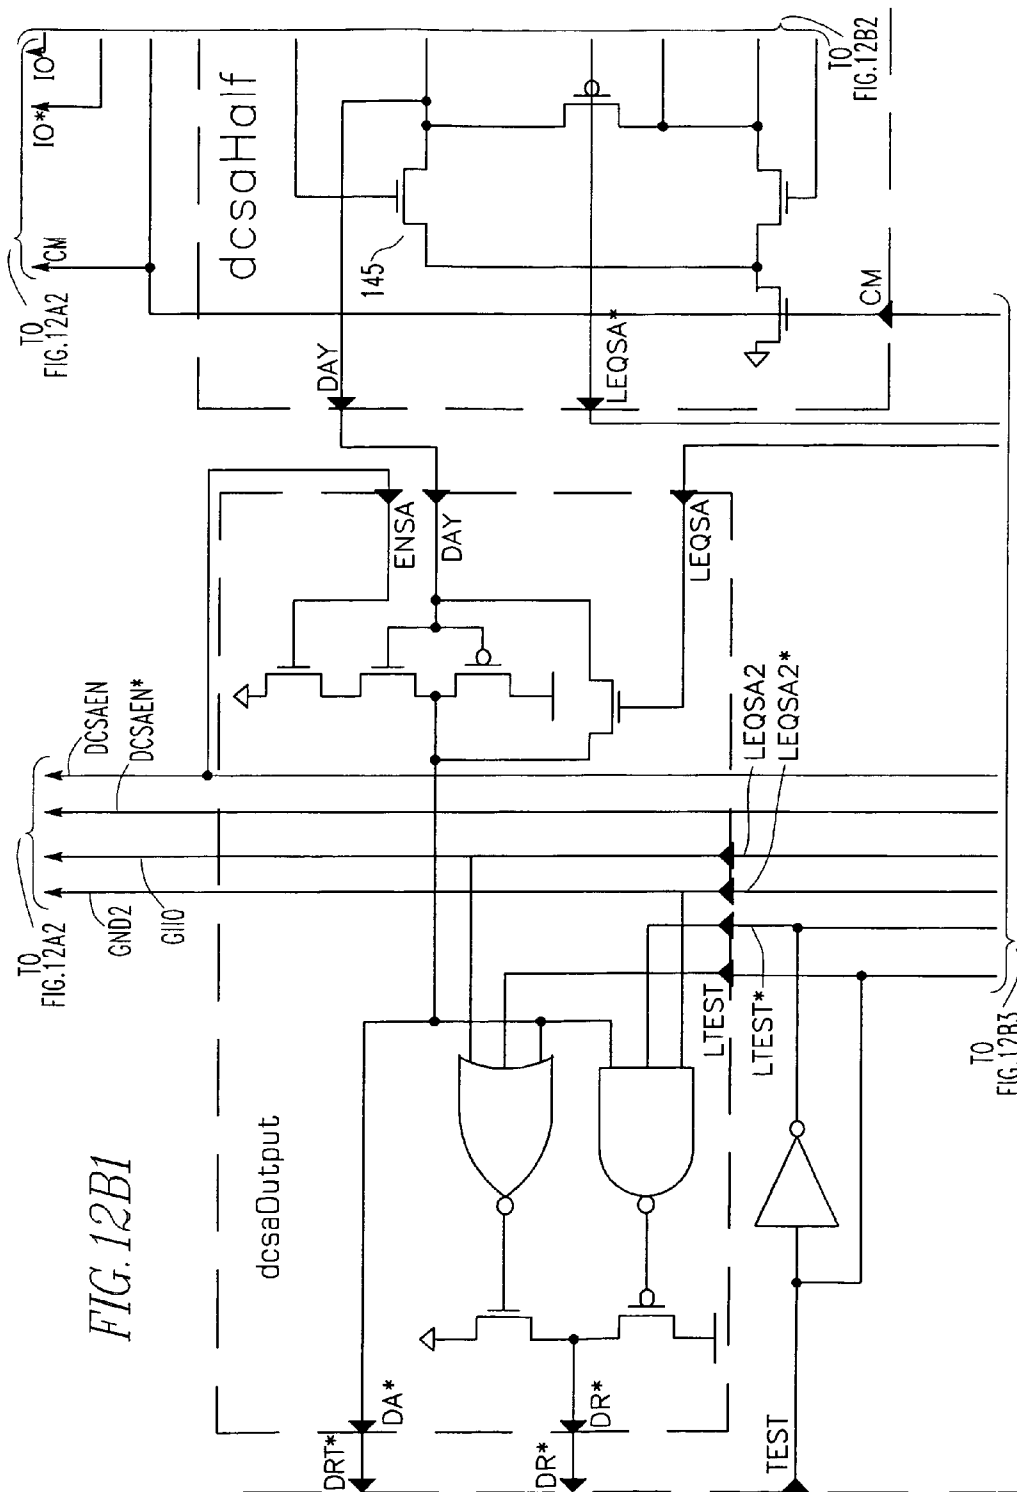 FIG. 12B1
TO
FIG.12A2
GND2
GIIO
DCSAEN*
DCSAEN
TO
FIG.12A2
CM
IO*
IO
dcsaOutput
dcsaHalf
145
DRT*
DA*
DR*
DR*
ENSA
DAY
DAY
LEQSA
LEQSA*
CM
TO
FIG.12B2
LTEST
LTEST*
LEQSA2
LEQSA2*
TEST
TO
FIG.12B3